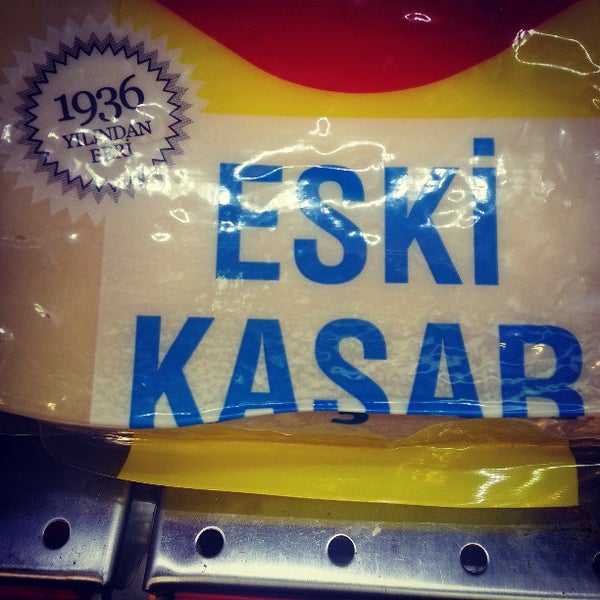 1936
YILINDAN
BERİ
ESKİ
KAŞAR